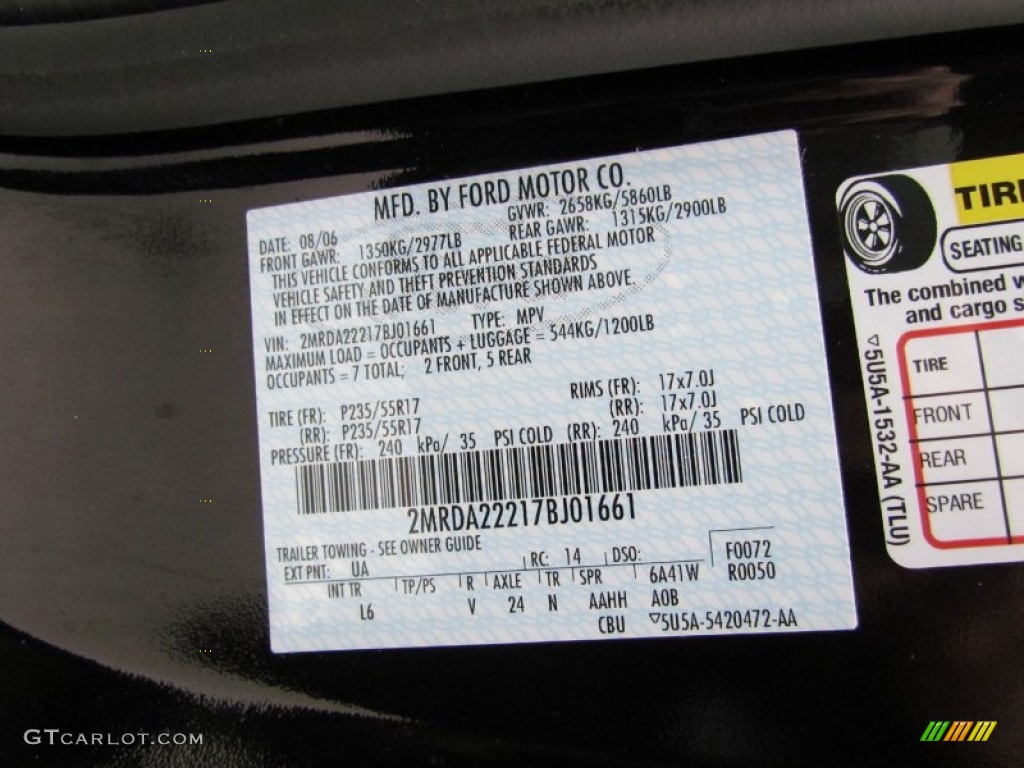 MFD. BY FORD MOTOR CO.
DATE: 08/06 GVWR: 2658KG/5860LB
FRONT GAWR: 1350KG/2977LB REAR GAWR: 1315KG/2900LB
THIS VEHICLE CONFORMS TO ALL APPLICABLE FEDERAL MOTOR
VEHICLE SAFETY AND THEFT PREVENTION STANDARDS
IN EFFECT ON THE DATE OF MANUFACTURE SHOWN ABOVE.
VIN: 2MRDA22217BJ01661 TYPE: MPV
MAXIMUM LOAD = OCCUPANTS + LUGGAGE = 544KG/1200LB
OCCUPANTS = 7 TOTAL; 2 FRONT, 5 REAR
TIRE (FR): P235/55R17 RIMS (FR): 17x7.0J
(RR): P235/55R17 (RR): 17x7.0J
PRESSURE (FR): 240 kPa/ 35 PSI COLD (RR): 240 kPa/ 35 PSI COLD
2MRDA22217BJ01661
TRAILER TOWING - SEE OWNER GUIDE
EXT PNT: UA RC: 14 DSO: F0072
INT TR TP/PS R AXLE TR SPR 6A41W R0050
L6 V 24 N AAHH A0B
CBU ▽5U5A-5420472-AA
TIR
SEATING
The combined w
and cargo s
TIRE
FRONT
REAR
SPARE
▽5U5A-1532-AA (TLU)
GTCARLOT.COM